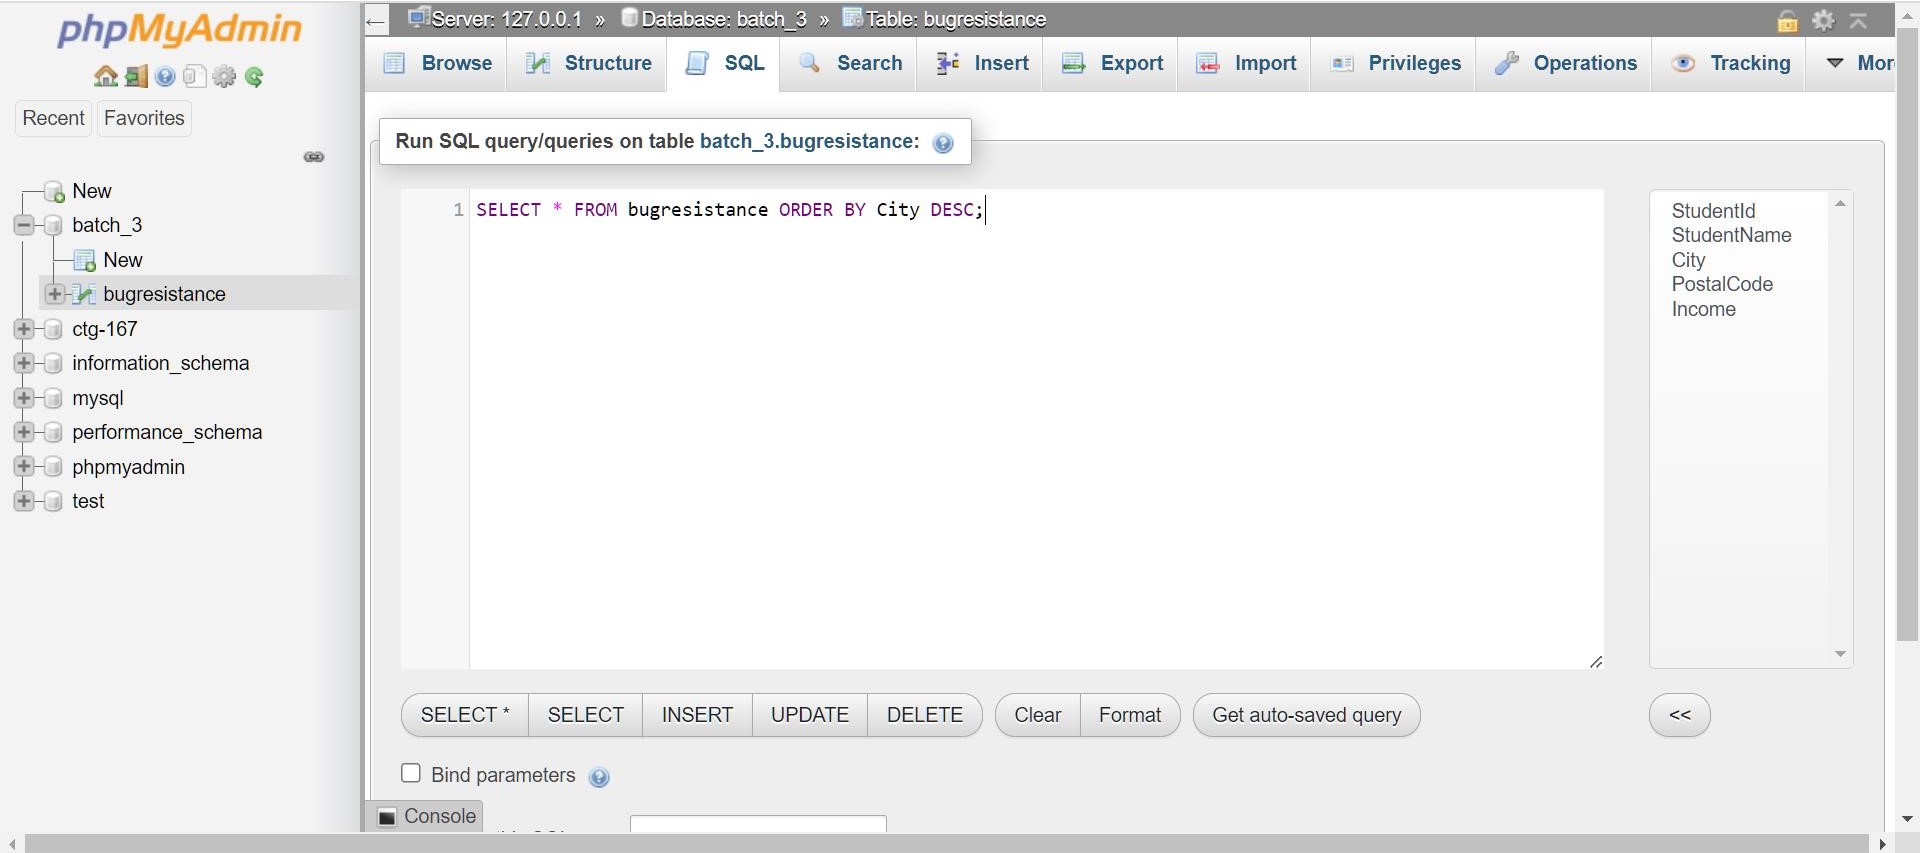 phpMyAdmin
Recent Favorites
New
batch_3
New
bugresistance
ctg-167
information_schema
mysql
performance_schema
phpmyadmin
test
← Server: 127.0.0.1 » Database: batch_3 » Table: bugresistance
Browse Structure SQL Search Insert Export Import Privileges Operations Tracking
Run SQL query/queries on table batch_3.bugresistance:
1 SELECT * FROM bugresistance ORDER BY City DESC;
StudentId
StudentName
City
PostalCode
Income
SELECT * SELECT INSERT UPDATE DELETE Clear Format Get auto-saved query <<
Bind parameters
Console